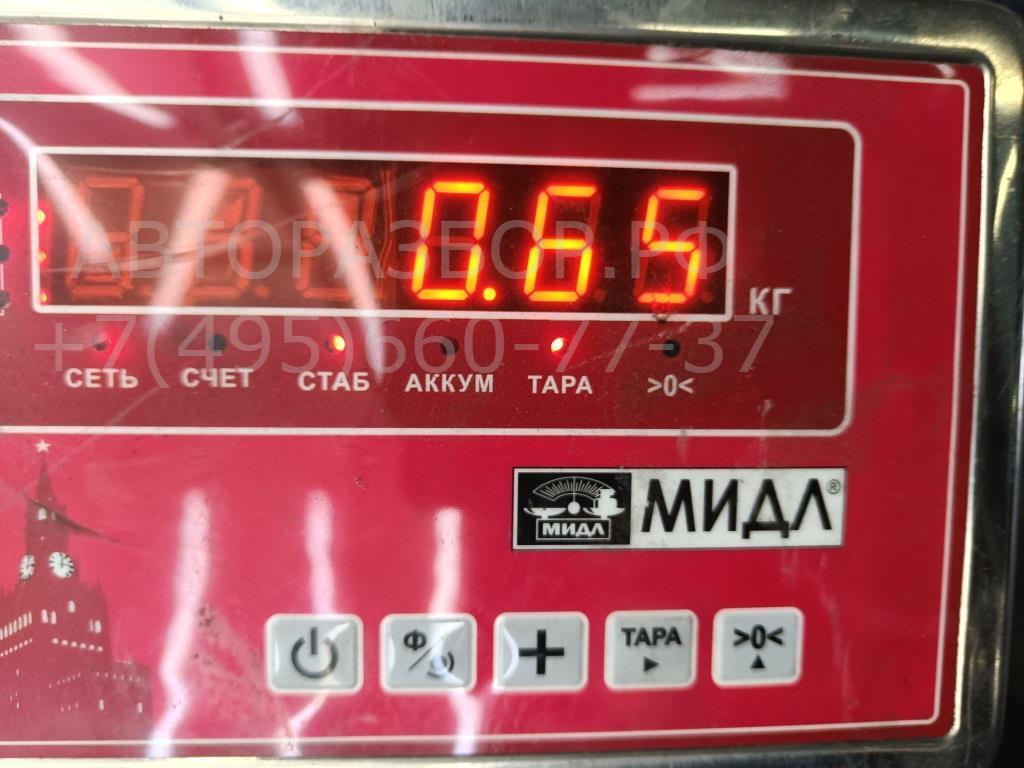 0.65
АВТОРАЗБОР.РФ
КГ
+7(495)660-77-37
СЕТЬ СЧЕТ СТАБ АККУМ ТАРА >0<
МИДЛ МИДЛ®
Ф ТАРА >0<